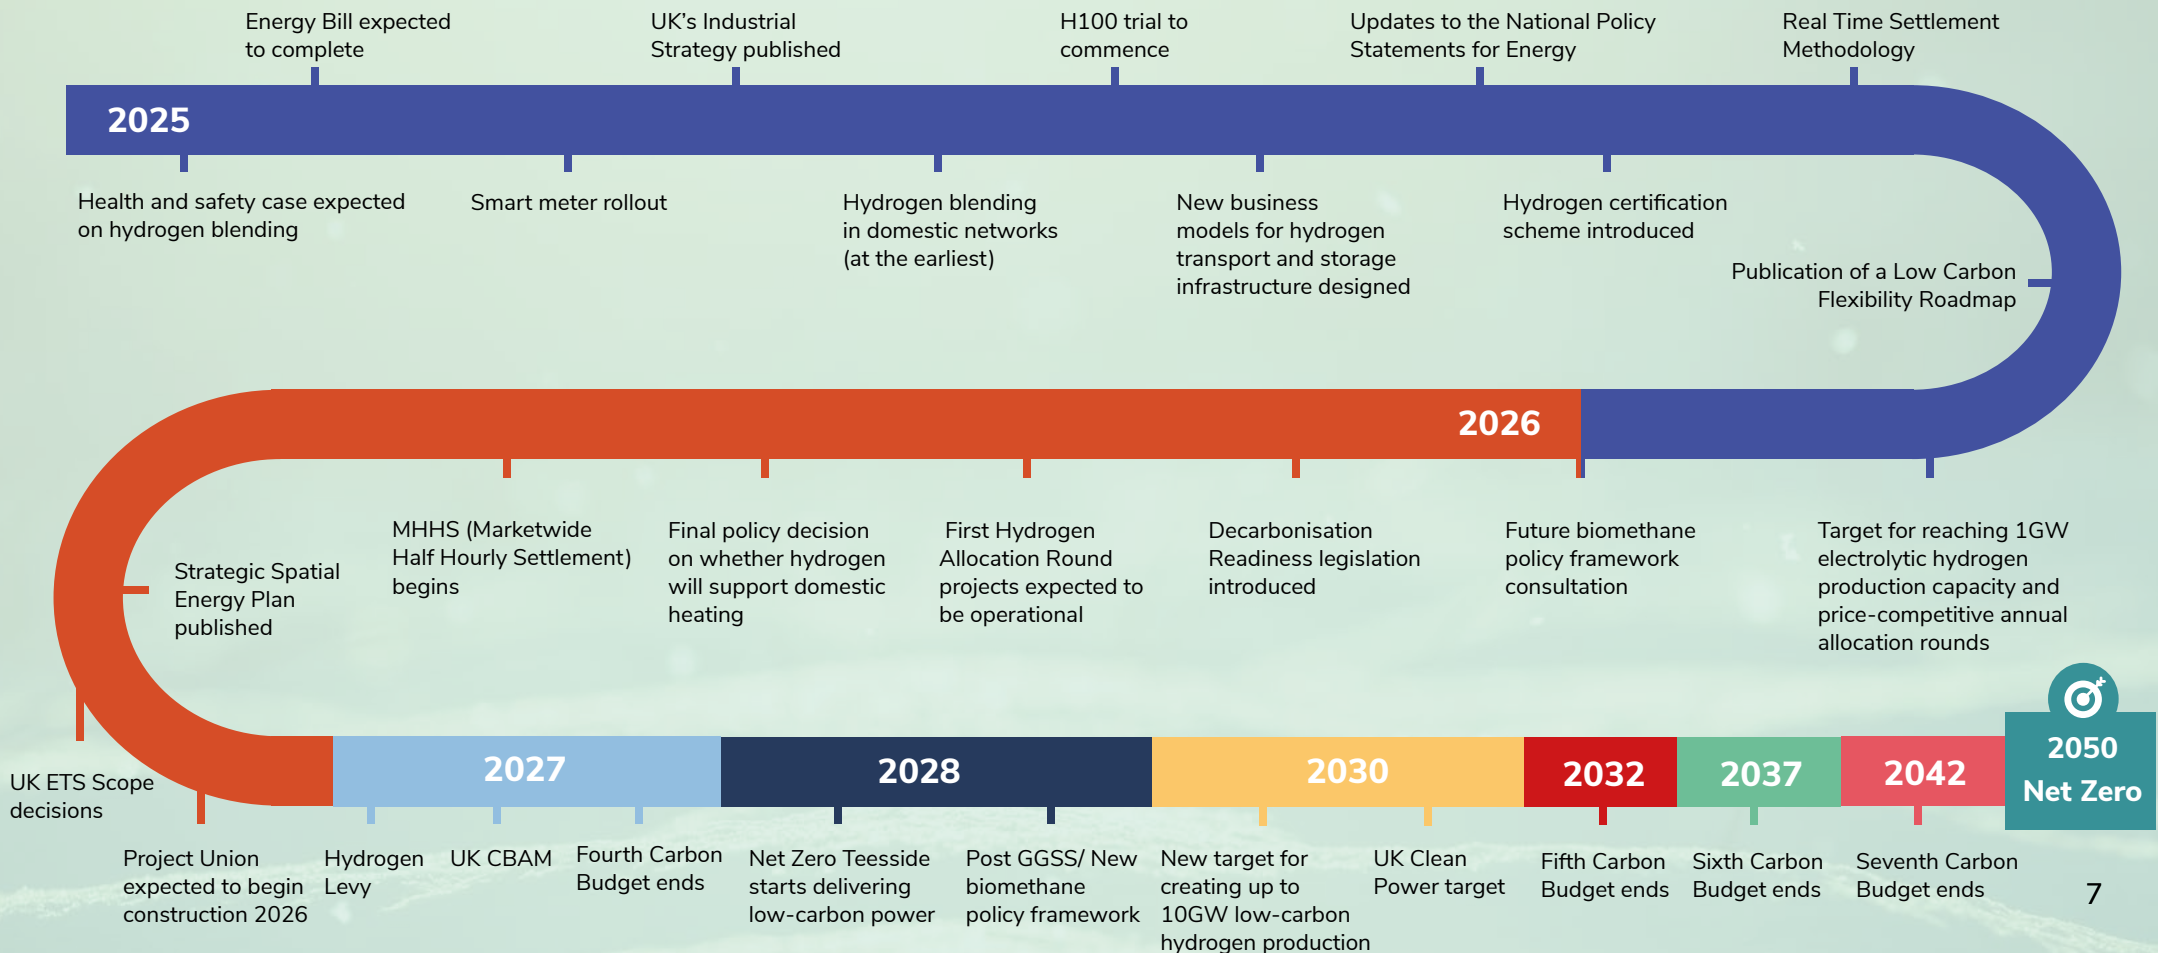 Energy Bill expected
to complete
UK’s Industrial
Strategy published
H100 trial to
commence
Updates to the National Policy
Statements for Energy
Real Time Settlement
Methodology
2025
Health and safety case expected
on hydrogen blending
Smart meter rollout
Hydrogen blending
in domestic networks
(at the earliest)
New business
models for hydrogen
transport and storage
infrastructure designed
Hydrogen certification
scheme introduced
Publication of a Low Carbon
Flexibility Roadmap
2026
Target for reaching 1GW
electrolytic hydrogen
production capacity and
price-competitive annual
allocation rounds
Future biomethane
policy framework
consultation
Decarbonisation
Readiness legislation
introduced
First Hydrogen
Allocation Round
projects expected to
be operational
Final policy decision
on whether hydrogen
will support domestic
heating
MHHS (Marketwide
Half Hourly Settlement)
begins
Strategic Spatial
Energy Plan
published
UK ETS Scope
decisions
Project Union
expected to begin
construction 2026
2027
Hydrogen
Levy
UK CBAM
Fourth Carbon
Budget ends
2028
Net Zero Teesside
starts delivering
low-carbon power
Post GGSS/ New
biomethane
policy framework
2030
New target for
creating up to
10GW low-carbon
hydrogen production
UK Clean
Power target
2032
Fifth Carbon
Budget ends
2037
Sixth Carbon
Budget ends
2042
Seventh Carbon
Budget ends
2050
Net Zero
7